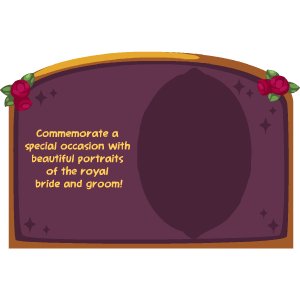 Commemorate a
special occasion with
beautiful portraits
of the royal
bride and groom!